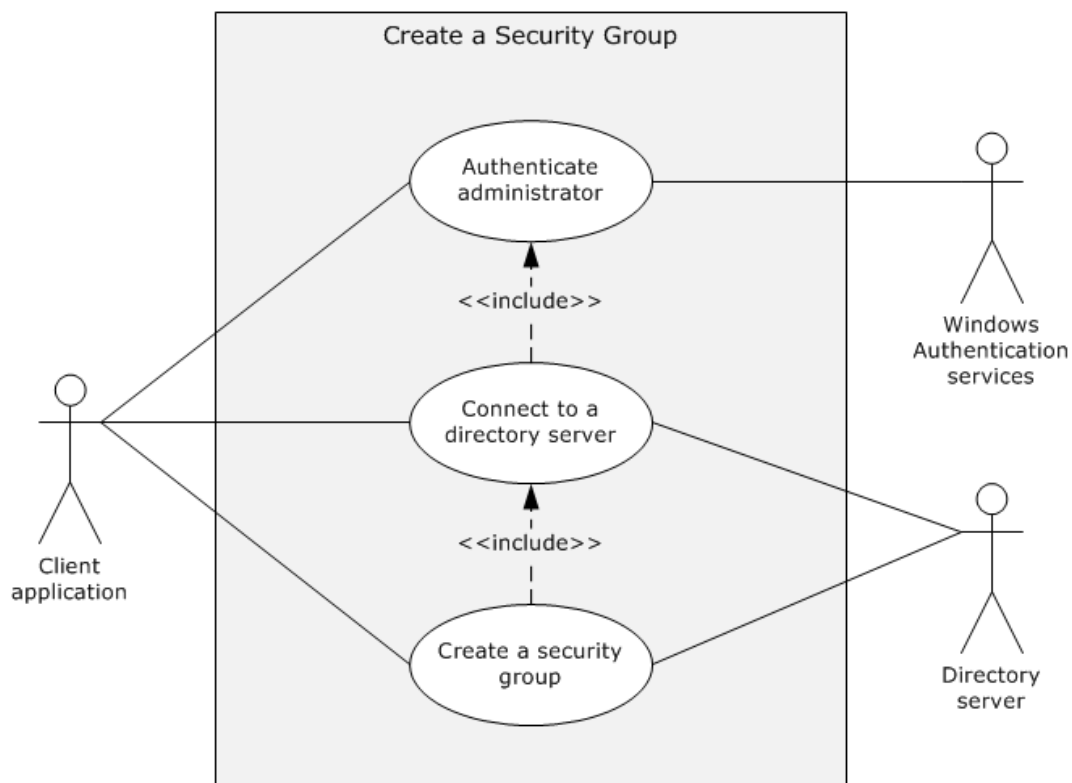 Create a Security Group
Authenticate
administrator
<<include>>
Windows
Authentication
services
Connect to a
directory server
Client
application
<<include>>
Create a security
group
Directory
server